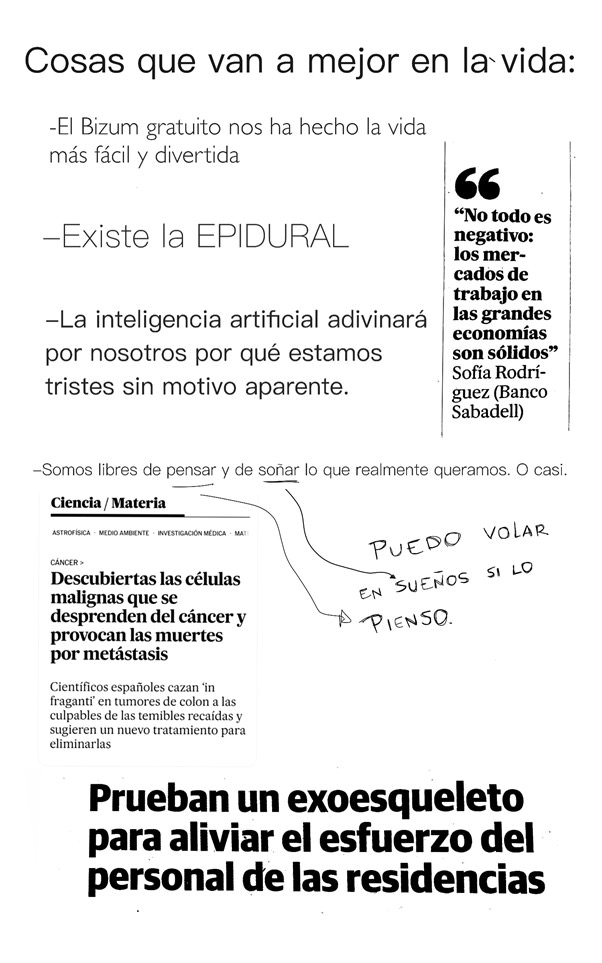 Cosas que van a mejor en la vida:
-El Bizum gratuito nos ha hecho la vida
más fácil y divertida
–Existe la EPIDURAL
–La inteligencia artificial adivinará
por nosotros por qué estamos
tristes sin motivo aparente.
“
“No todo es
negativo:
los mer-
cados de
trabajo en
las grandes
economías
son sólidos”
Sofía Rodrí-
guez (Banco
Sabadell)
–Somos libres de pensar y de soñar lo que realmente queramos. O casi.
Ciencia / Materia
ASTROFÍSICA · MEDIO AMBIENTE · INVESTIGACIÓN MÉDICA · MAT
CÁNCER >
Descubiertas las células
malignas que se
desprenden del cáncer y
provocan las muertes
por metástasis
Científicos españoles cazan ‘in
fraganti’ en tumores de colon a las
culpables de las temibles recaídas y
sugieren un nuevo tratamiento para
eliminarlas
PUEDO VOLAR
EN SUEÑOS SI LO
PIENSO.
Prueban un exoesqueleto
para aliviar el esfuerzo del
personal de las residencias